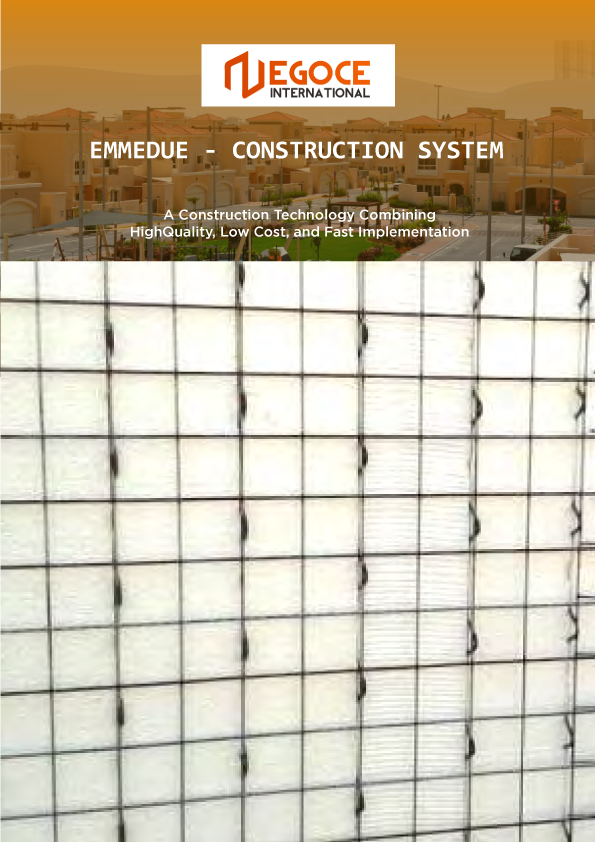 NEGOCE
INTERNATIONAL
EMMEDUE - CONSTRUCTION SYSTEM
A Construction Technology Combining
HighQuality, Low Cost, and Fast Implementation